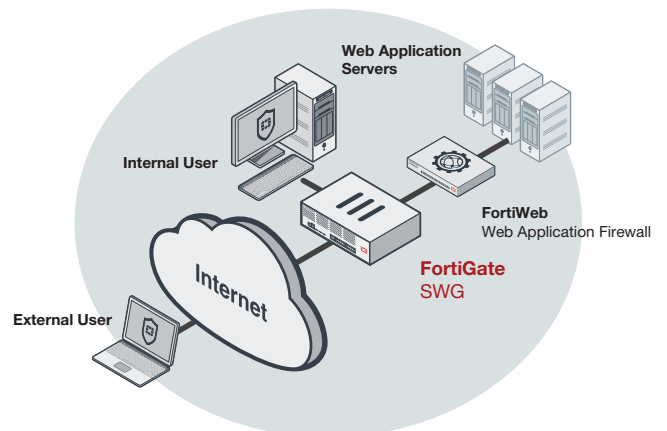 Web Application
Servers
Internal User
FortiWeb
Web Application Firewall
FortiGate
SWG
Internet
External User